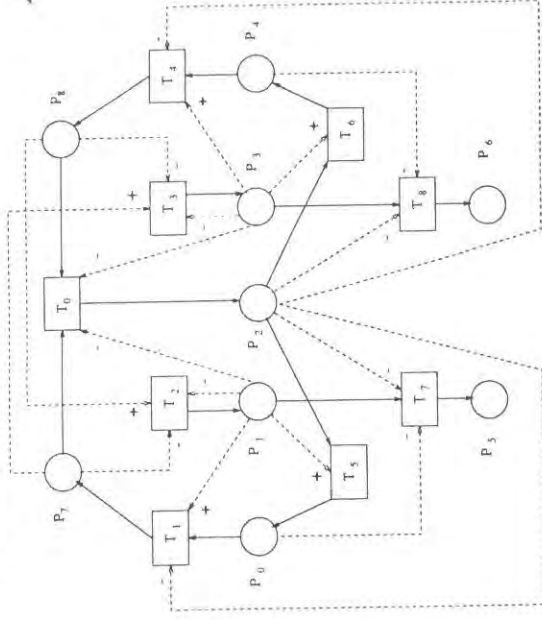 P7
P8
T0
T1
T2
T3
T4
P0
P1
P2
P3
P4
T5
T6
T7
T8
P5
P6
+
+
+
+
+
+
-
-
-
-
-
-
-
-
-
-
-
-